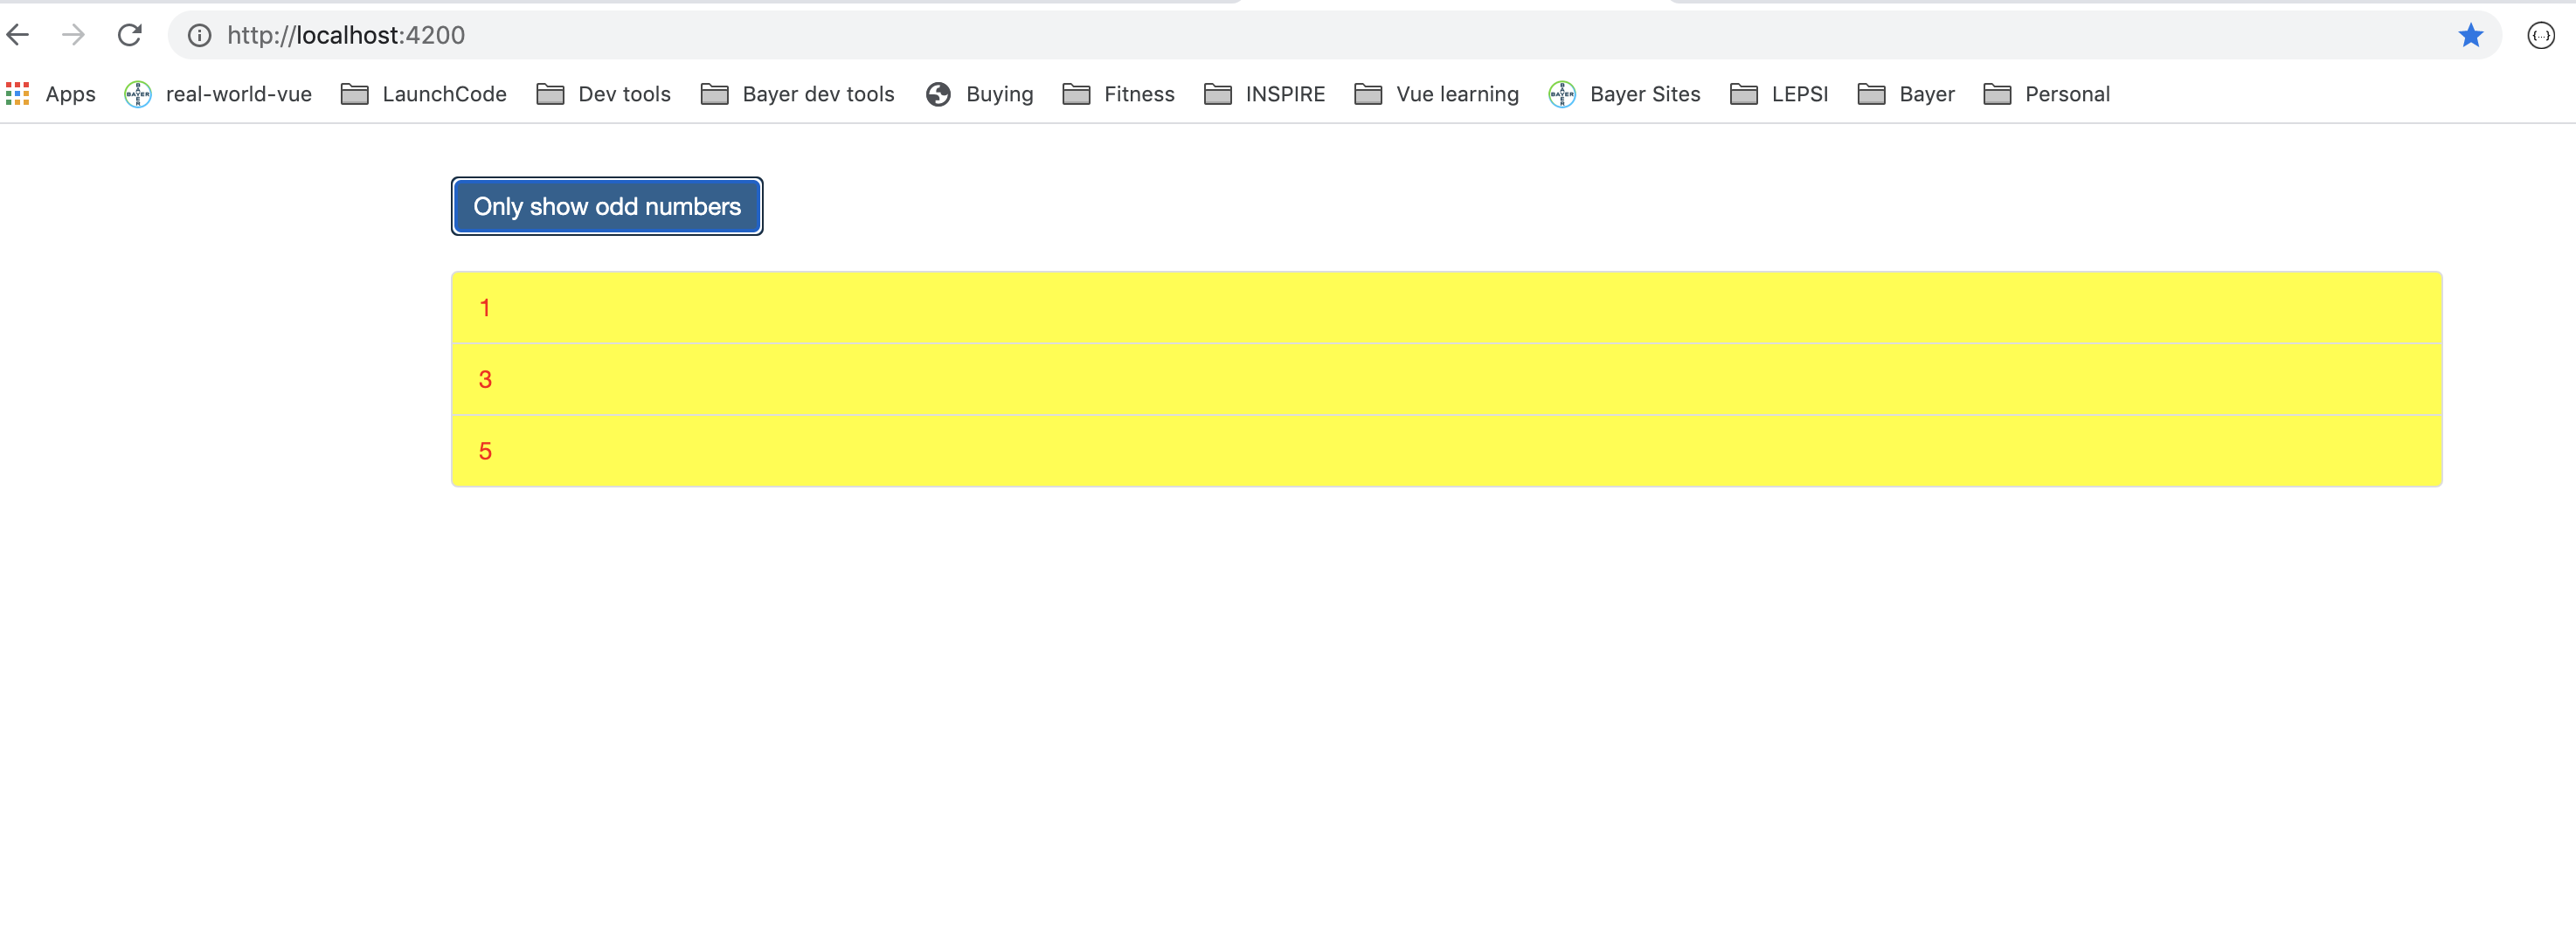 http://localhost:4200
Apps real-world-vue LaunchCode Dev tools Bayer dev tools Buying Fitness INSPIRE Vue learning Bayer Sites LEPSI Bayer Personal
Only show odd numbers
1
3
5